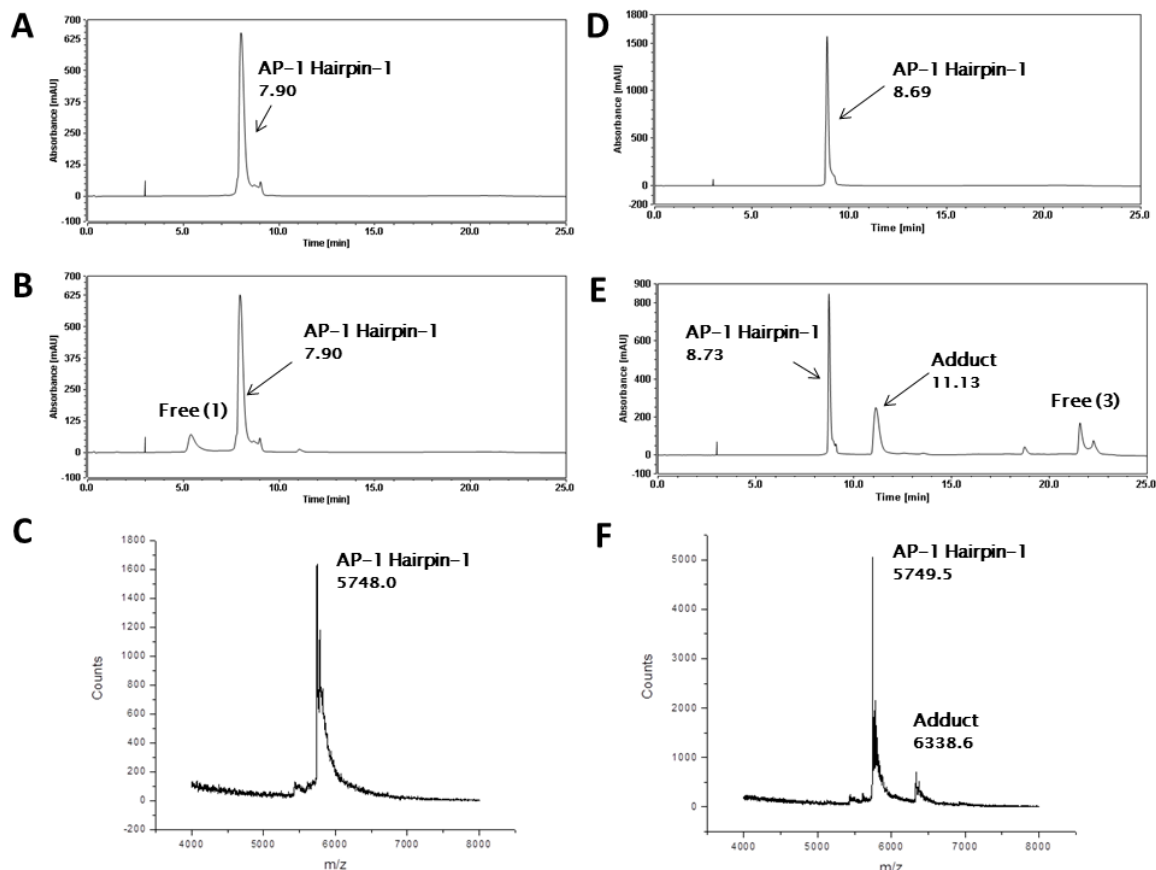 A
Absorbance [mAU]
700
625
500
375
250
125
0
-100
AP-1 Hairpin-1
7.90
0.0 5.0 10.0 15.0 20.0 25.0
Time [min]
D
Absorbance [mAU]
1800
1500
1000
500
0
-200
AP-1 Hairpin-1
8.69
0.0 5.0 10.0 15.0 20.0 25.0
Time [min]
B
Absorbance [mAU]
700
625
500
375
250
125
0
-100
AP-1 Hairpin-1
7.90
Free (1)
0.0 5.0 10.0 15.0 20.0 25.0
Time [min]
E
Absorbance [mAU]
900
800
600
400
200
0
-100
AP-1 Hairpin-1
8.73
Adduct
11.13
Free (3)
0.0 5.0 10.0 15.0 20.0 25.0
Time [min]
C
Counts
1800
1600
1400
1200
1000
800
600
400
200
0
-200
AP-1 Hairpin-1
5748.0
4000 5000 6000 7000 8000
m/z
F
Counts
5000
4000
3000
2000
1000
0
AP-1 Hairpin-1
5749.5
Adduct
6338.6
4000 5000 6000 7000 8000
m/z